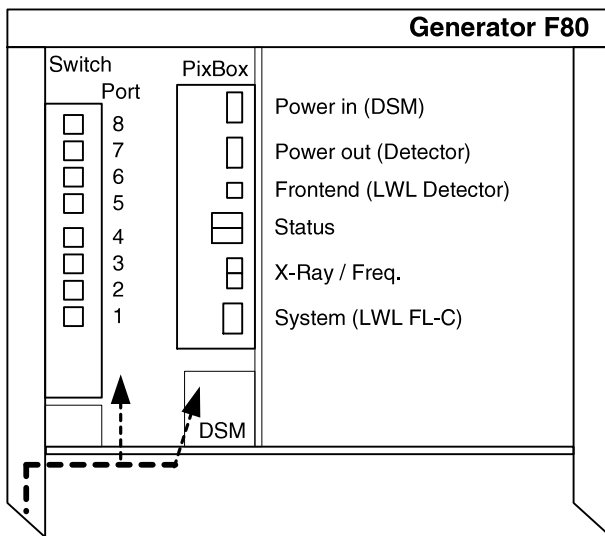 Generator F80
Switch
PixBox
Port
8
7
6
5
4
3
2
1
Power in (DSM)
Power out (Detector)
Frontend (LWL Detector)
Status
X-Ray / Freq.
System (LWL FL-C)
DSM